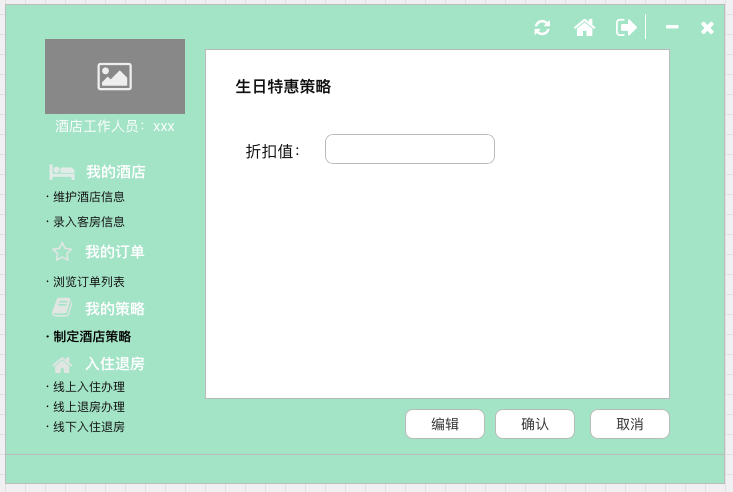 酒店工作人员：xxx
我的酒店
· 维护酒店信息
· 录入客房信息
我的订单
· 浏览订单列表
我的策略
· 制定酒店策略
入住退房
· 线上入住办理
· 线上退房办理
· 线下入住退房
生日特惠策略
折扣值：
编辑
确认
取消